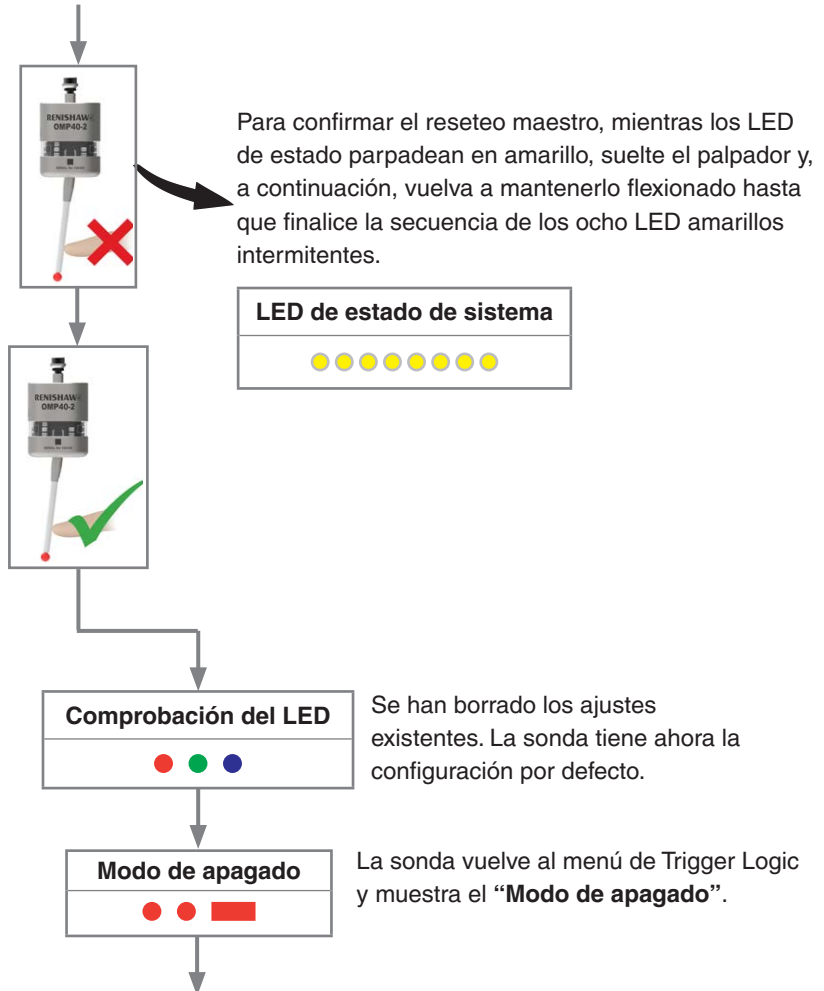 RENISHAW
OMP40-2
Para confirmar el reseteo maestro, mientras los LED
de estado parpadean en amarillo, suelte el palpador y,
a continuación, vuelva a mantenerlo flexionado hasta
que finalice la secuencia de los ocho LED amarillos
intermitentes.
LED de estado de sistema
RENISHAW
OMP40-2
Comprobación del LED
Se han borrado los ajustes
existentes. La sonda tiene ahora la
configuración por defecto.
Modo de apagado
La sonda vuelve al menú de Trigger Logic
y muestra el “Modo de apagado”.